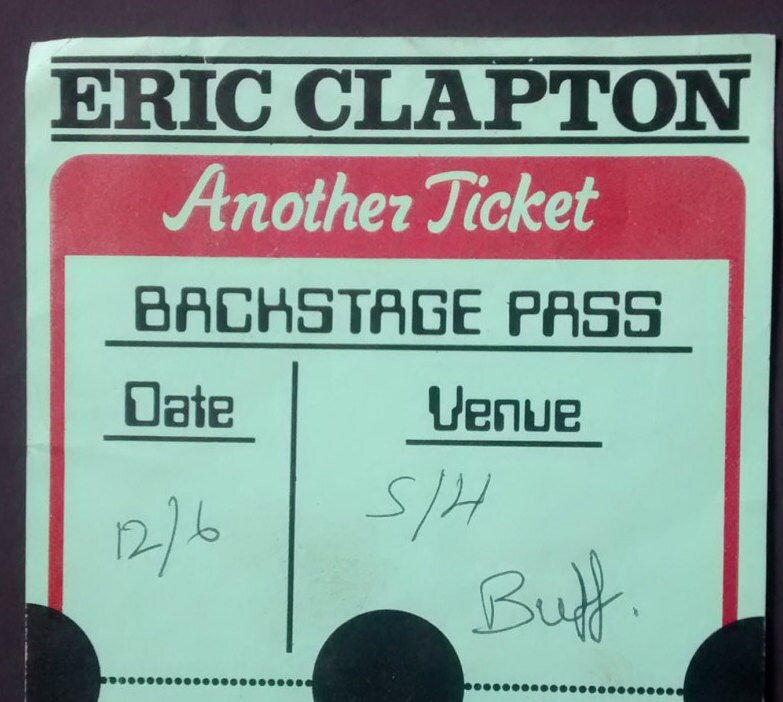 ERIC CLAPTON
Another Ticket
BACKSTAGE PASS
Date Venue
12/6 S/H
Buff.